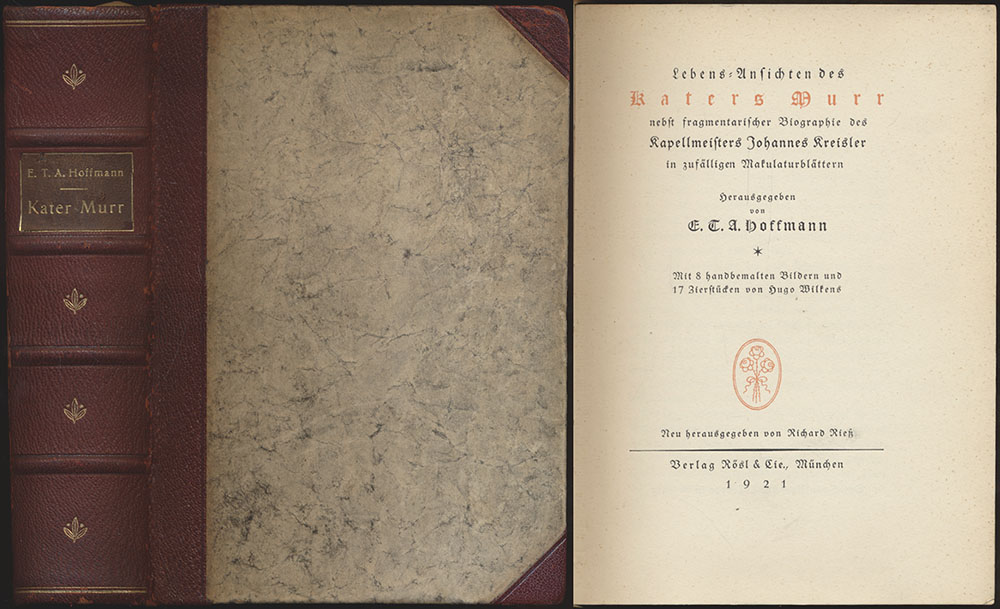 E. T. A. Hoffmann
Kater Murr
Lebens-Ansichten des
Katers Murr
nebst fragmentarischer Biographie des
Kapellmeisters Johannes Kreisler
in zufälligen Makulaturblättern
Herausgegeben
von
E. T. A. Hoffmann
*
Mit 8 handbemalten Bildern und
17 Zierstücken von Hugo Wilkens
Neu herausgegeben von Richard Rieß
Verlag Rösl & Cie., München
1921